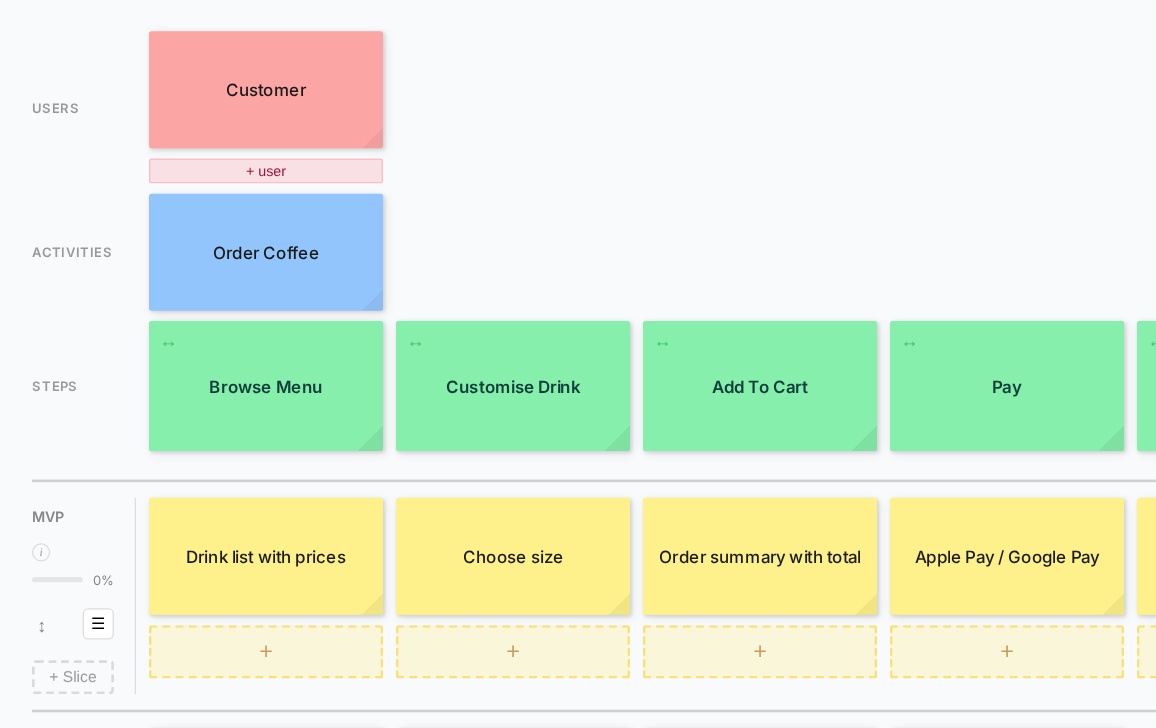 USERS
Customer
+ user
ACTIVITIES
Order Coffee
STEPS
Browse Menu
Customise Drink
Add To Cart
Pay
MVP
i
0%
+ Slice
Drink list with prices
Choose size
Order summary with total
Apple Pay / Google Pay
+
+
+
+